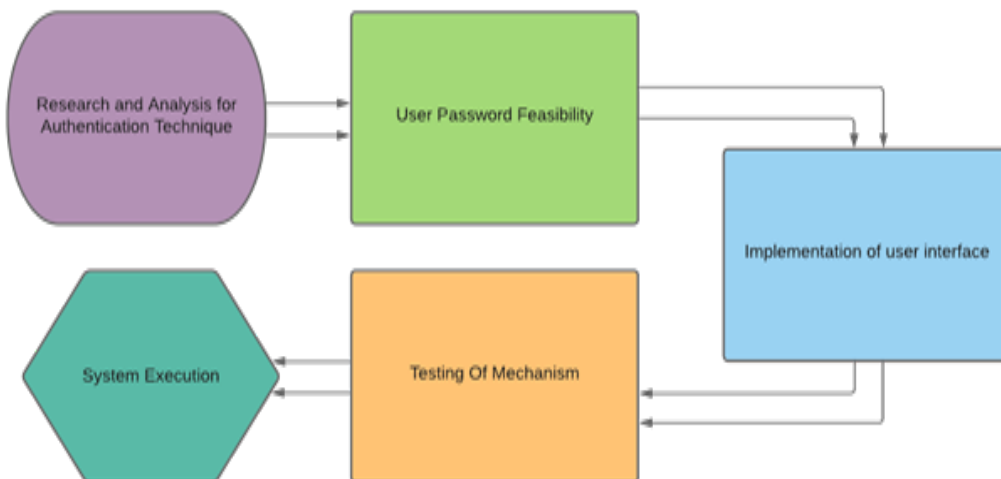 Research and Analysis for
Authentication Technique
User Password Feasibility
Implementation of user interface
Testing Of Mechanism
System Execution